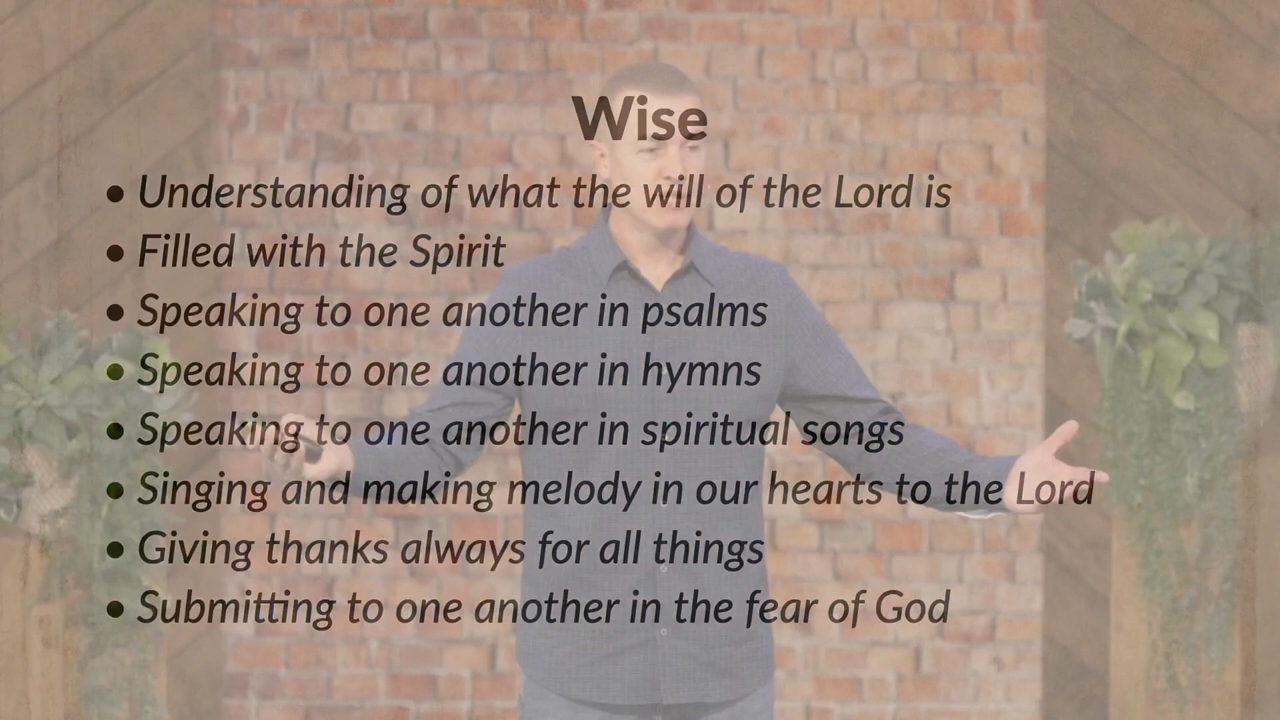 Wise
• Understanding of what the will of the Lord is
• Filled with the Spirit
• Speaking to one another in psalms
• Speaking to one another in hymns
• Speaking to one another in spiritual songs
• Singing and making melody in our hearts to the Lord
• Giving thanks always for all things
• Submitting to one another in the fear of God